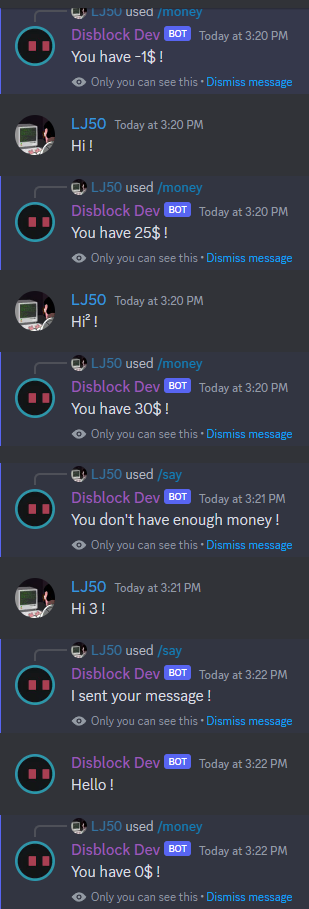 LJ50 used /money
Disblock Dev BOT Today at 3:20 PM
You have -1$ !
Only you can see this • Dismiss message
LJ50 Today at 3:20 PM
Hi !
LJ50 used /money
Disblock Dev BOT Today at 3:20 PM
You have 25$ !
Only you can see this • Dismiss message
LJ50 Today at 3:20 PM
Hi² !
LJ50 used /money
Disblock Dev BOT Today at 3:20 PM
You have 30$ !
Only you can see this • Dismiss message
LJ50 used /say
Disblock Dev BOT Today at 3:21 PM
You don't have enough money !
Only you can see this • Dismiss message
LJ50 Today at 3:21 PM
Hi 3 !
LJ50 used /say
Disblock Dev BOT Today at 3:22 PM
I sent your message !
Only you can see this • Dismiss message
Disblock Dev BOT Today at 3:22 PM
Hello !
LJ50 used /money
Disblock Dev BOT Today at 3:22 PM
You have 0$ !
Only you can see this • Dismiss message